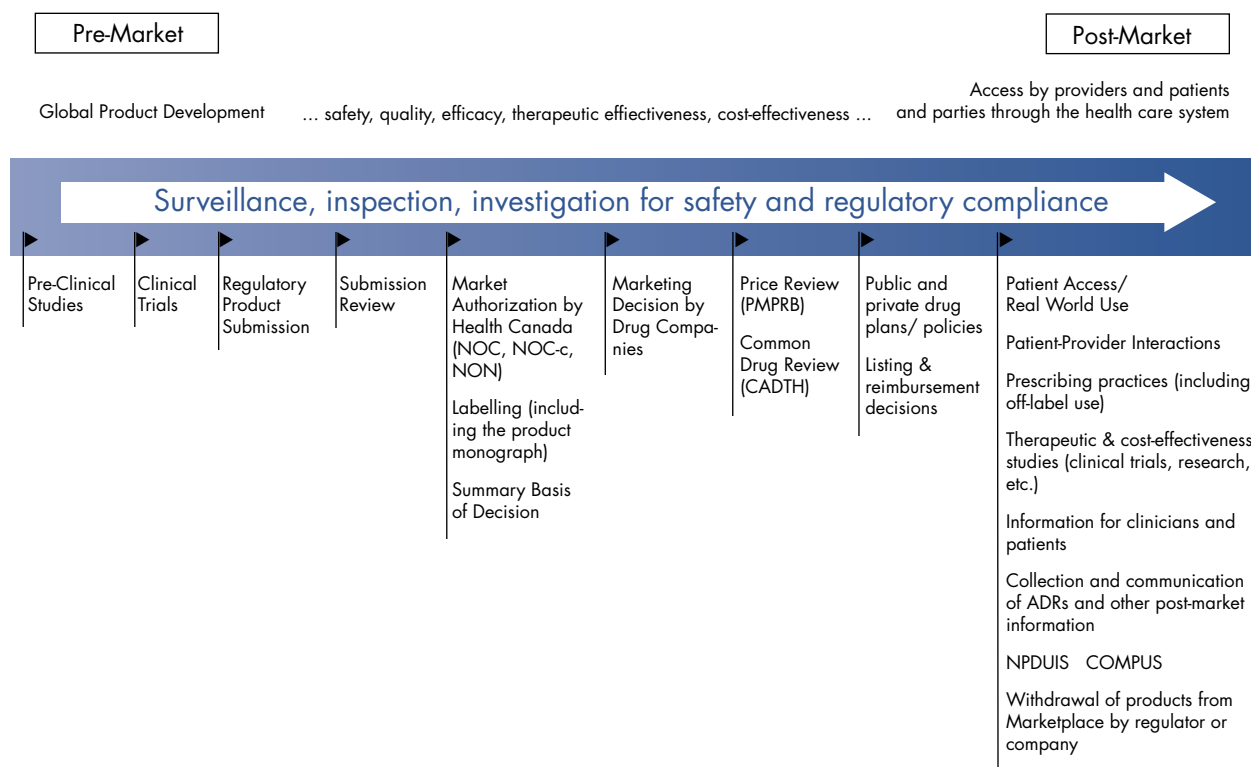 Pre-Market
Post-Market
Global Product Development
... safety, quality, efficacy, therapeutic effiectiveness, cost-effectiveness ...
Access by providers and patients
and parties through the health care system
Surveillance, inspection, investigation for safety and regulatory compliance
Pre-Clinical
Studies
Clinical
Trials
Regulatory
Product
Submission
Submission
Review
Market
Authorization by
Health Canada
(NOC, NOC-c,
NON)
Labelling (includ-
ing the product
monograph)
Summary Basis
of Decision
Marketing
Decision by
Drug Compa-
nies
Price Review
(PMPRB)
Common
Drug Review
(CADTH)
Public and
private drug
plans/ policies
Listing &
reimbursement
decisions
Patient Access/
Real World Use
Patient-Provider Interactions
Prescribing practices (including
off-label use)
Therapeutic & cost-effectiveness
studies (clinical trials, research,
etc.)
Information for clinicians and
patients
Collection and communication
of ADRs and other post-market
information
NPDUIS COMPUS
Withdrawal of products from
Marketplace by regulator or
company